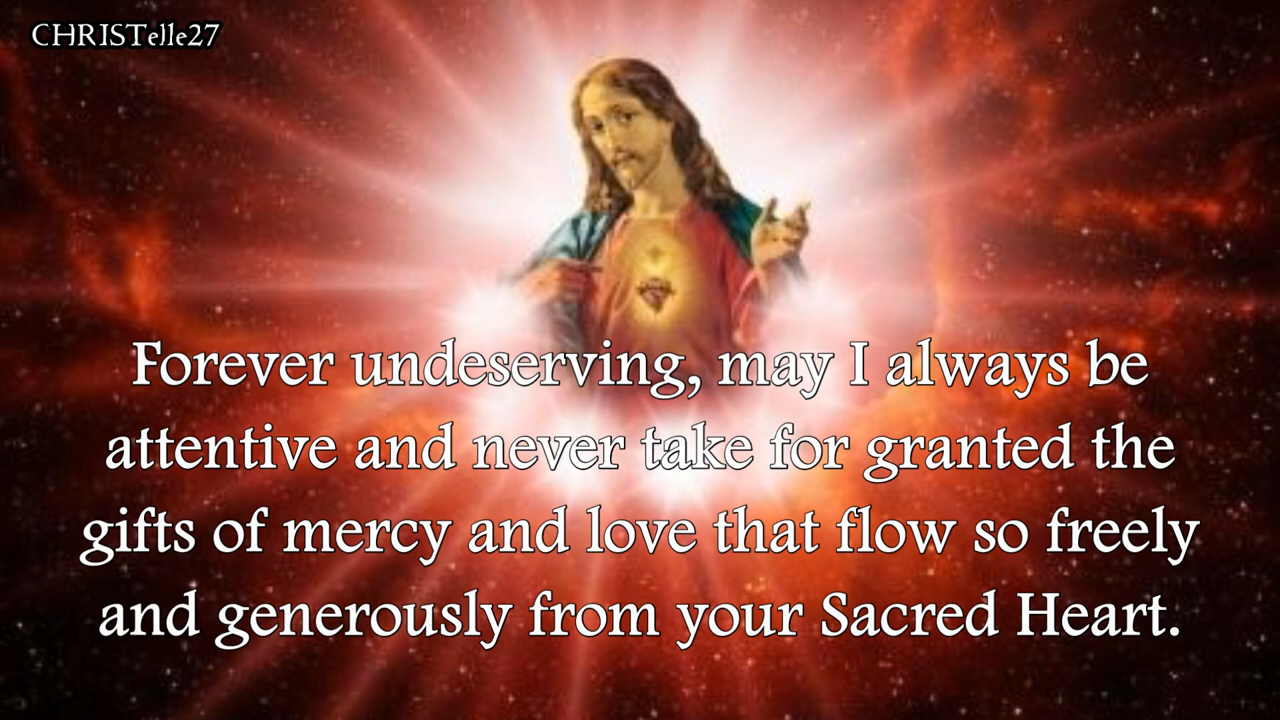 CHRISTelle27
Forever undeserving, may I always be
attentive and never take for granted the
gifts of mercy and love that flow so freely
and generously from your Sacred Heart.